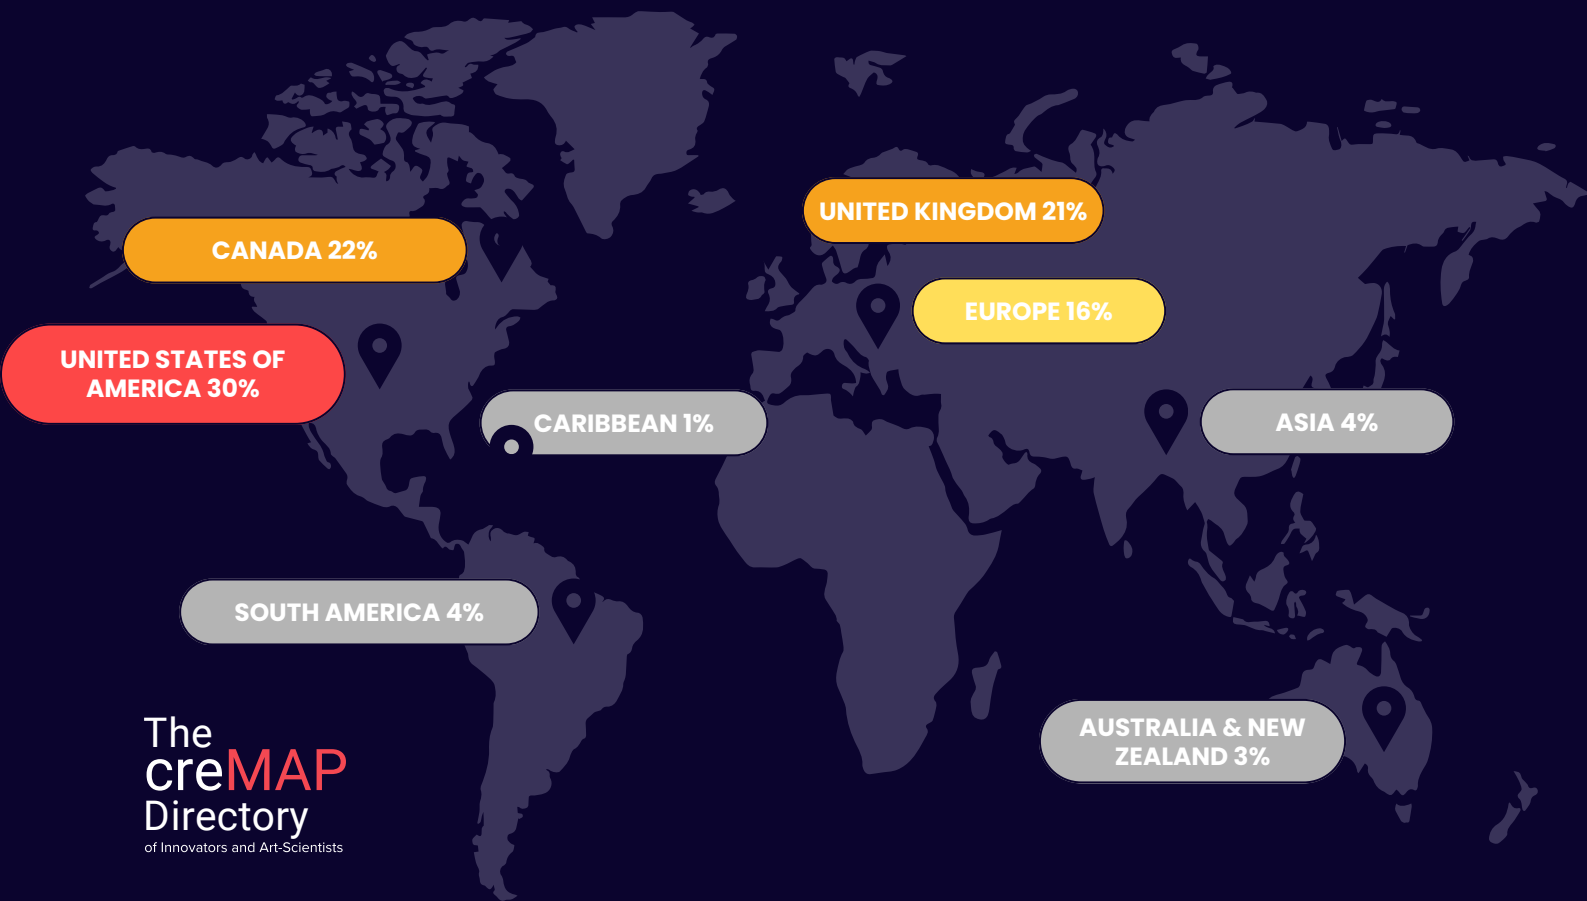 UNITED KINGDOM 21%
CANADA 22%
EUROPE 16%
UNITED STATES OF
AMERICA 30%
CARIBBEAN 1%
ASIA 4%
SOUTH AMERICA 4%
AUSTRALIA & NEW
ZEALAND 3%
The
creMAP
Directory
of Innovators and Art-Scientists